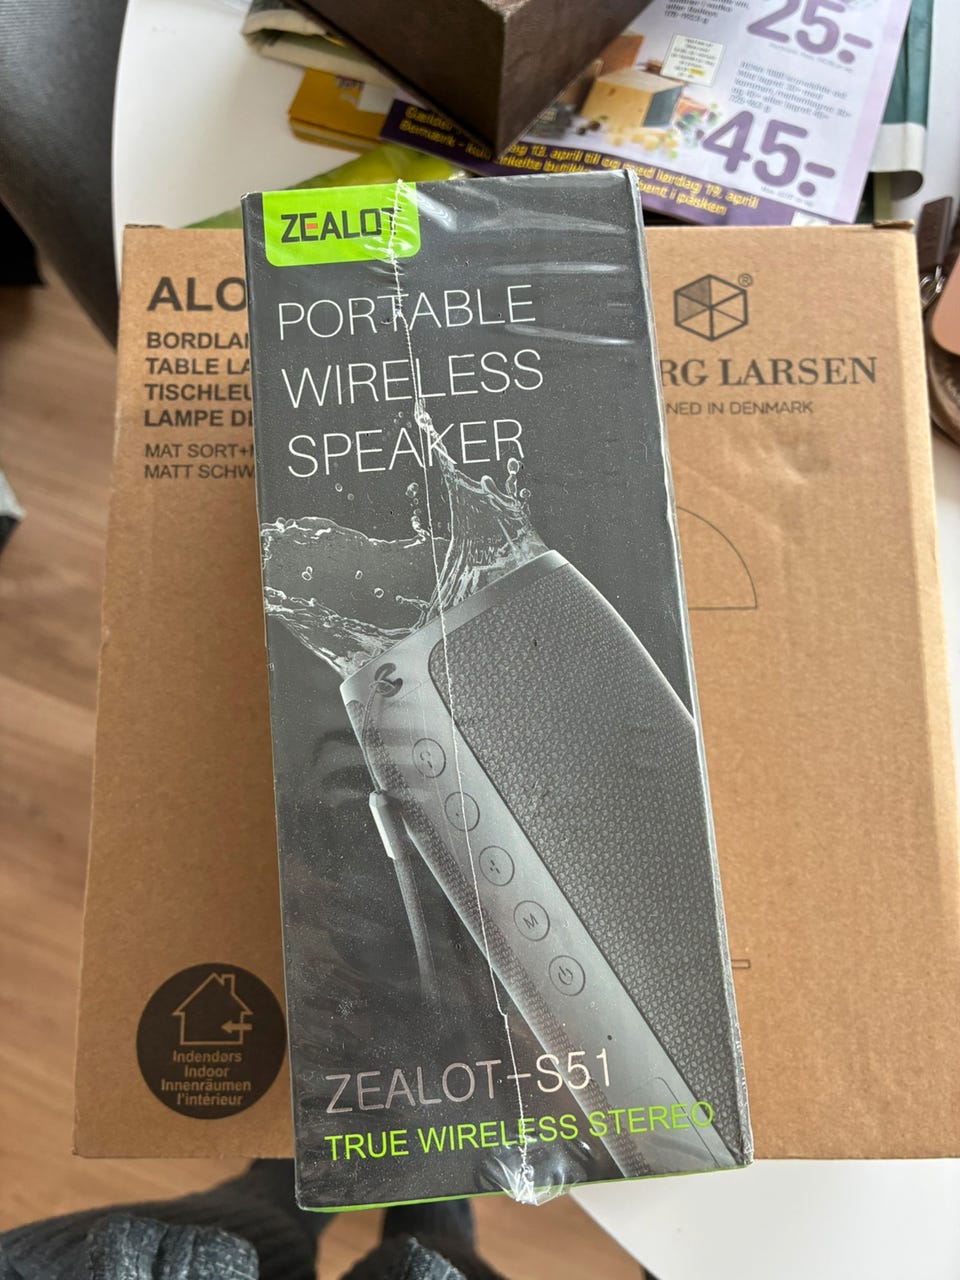 25.-
45.-
ZEALOT
PORTABLE
WIRELESS
SPEAKER
M
ZEALOT-S51
TRUE WIRELESS STEREO
ALO
BORDLA
TABLE LA
TISCHLEU
LAMPE DE
MAT SORT+
MATT SCHW
RG LARSEN
NED IN DENMARK
®
Indendørs
Indoor
Innenräumen
l'intérieur